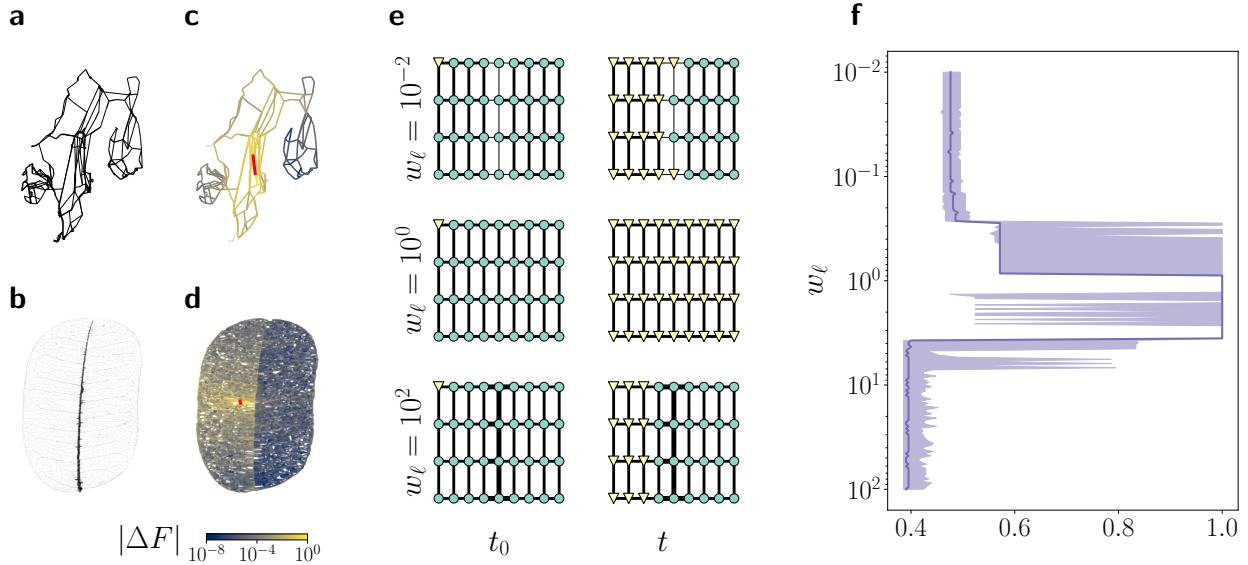 a
c
e
f
b
d
w_ℓ = 10^{-2}
w_ℓ = 10^0
w_ℓ = 10^2
t_0
t
|ΔF|
10^{-8}
10^{-4}
10^0
w_ℓ
10^{-2}
10^{-1}
10^0
10^1
10^2
0.4
0.6
0.8
1.0